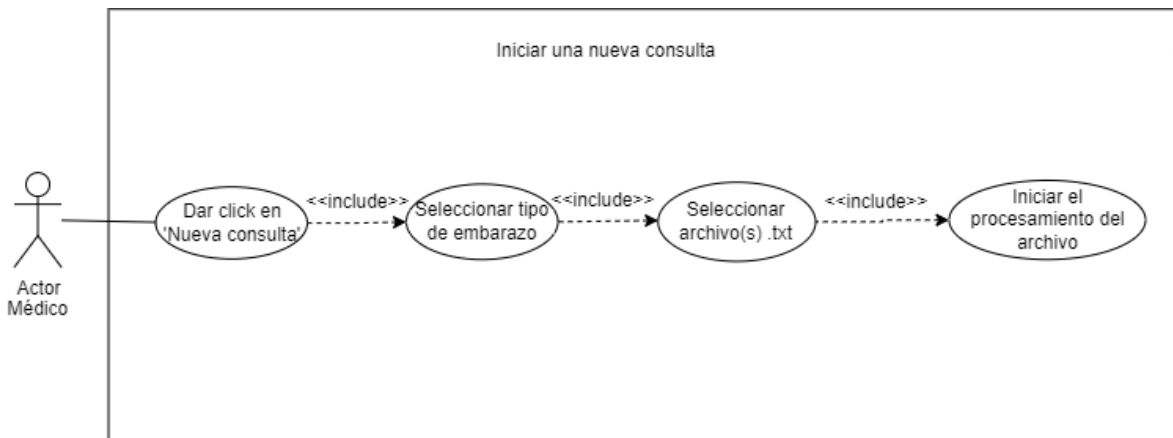 Iniciar una nueva consulta
Actor
Médico
Dar click en
'Nueva consulta'
<<include>>
Seleccionar tipo
de embarazo
<<include>>
Seleccionar
archivo(s) .txt
<<include>>
Iniciar el
procesamiento del
archivo